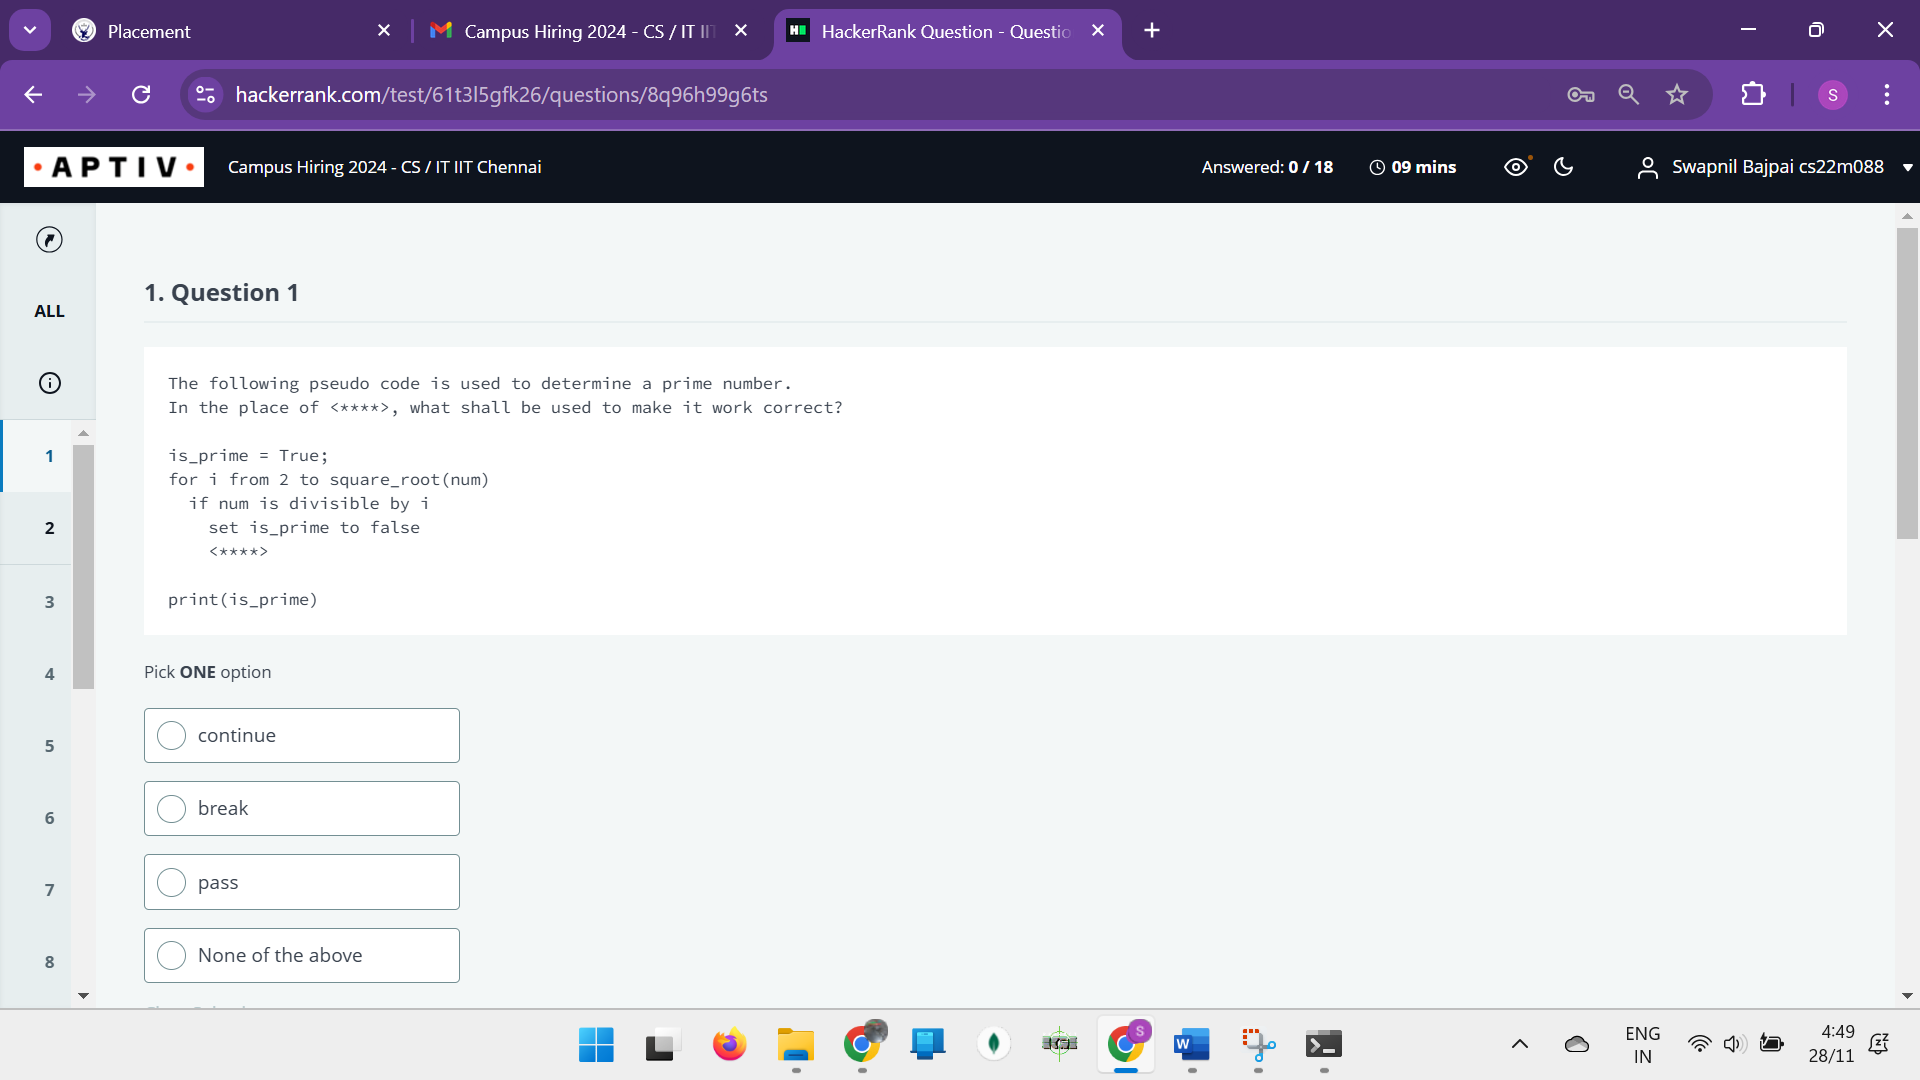 Placement
Campus Hiring 2024 - CS / IT II
HackerRank Question - Questio
hackerrank.com/test/61t3l5gfk26/questions/8q96h99g6ts
S
APTIV
Campus Hiring 2024 - CS / IT IIT Chennai
Answered: 0 / 18
09 mins
Swapnil Bajpai cs22m088
ALL
1
2
3
4
5
6
7
8
1. Question 1
The following pseudo code is used to determine a prime number.
In the place of <****>, what shall be used to make it work correct?
is_prime = True;
for i from 2 to square_root(num)
if num is divisible by i
set is_prime to false
<****>
print(is_prime)
Pick ONE option
continue
break
pass
None of the above
S
W
ENG
IN
4:49
28/11